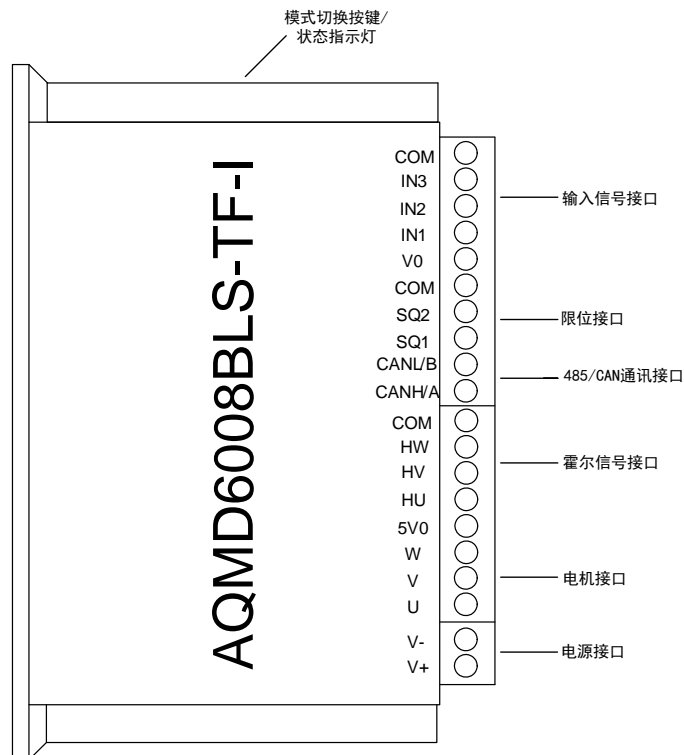 模式切换按键/
状态指示灯
AQMD6008BLS-TF-I
COM
IN3
IN2
IN1
V0
COM
SQ2
SQ1
CANL/B
CANH/A
COM
HW
HV
HU
5V0
W
V
U
V-
V+
输入信号接口
限位接口
485/CAN通讯接口
霍尔信号接口
电机接口
电源接口